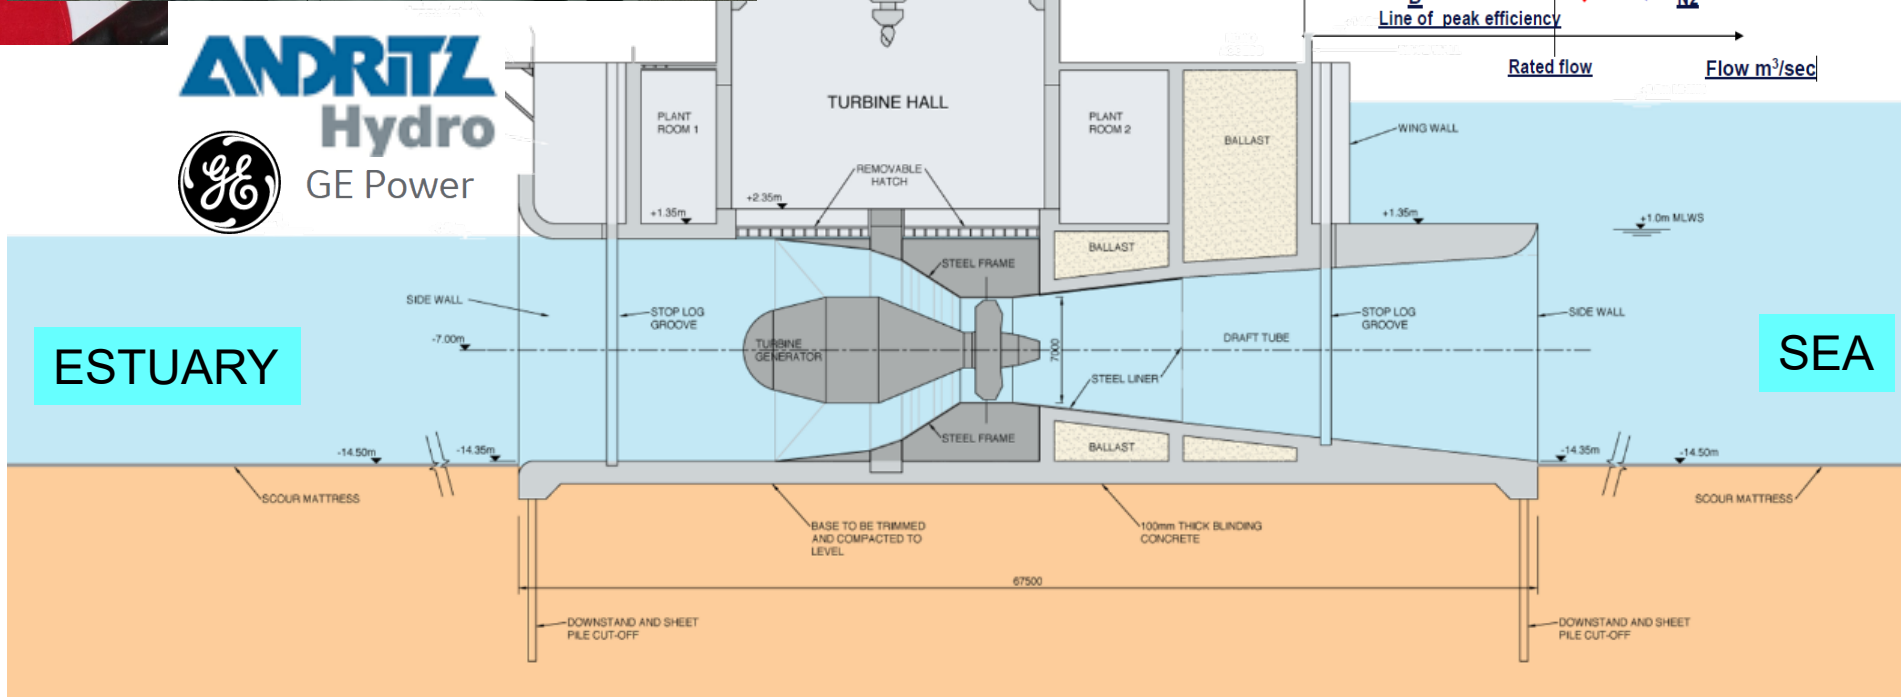 D
N2
Line of peak efficiency
Rated flow
Flow m³/sec
ANDRITZ
Hydro
GE
GE Power
TURBINE HALL
PLANT
ROOM 1
PLANT
ROOM 2
BALLAST
WING WALL
REMOVABLE
HATCH
+1.35m
+2.35m
+1.35m
+1.0m MLWS
BALLAST
STEEL FRAME
SIDE WALL
STOP LOG
GROOVE
STOP LOG
GROOVE
SIDE WALL
-7.00m
TURBINE
GENERATOR
7000
DRAFT TUBE
ESTUARY
SEA
STEEL LINER
STEEL FRAME
BALLAST
-14.50m
-14.35m
-14.35m
-14.50m
SCOUR MATTRESS
SCOUR MATTRESS
BASE TO BE TRIMMED
AND COMPACTED TO
LEVEL
100mm THICK BLINDING
CONCRETE
67500
DOWNSTAND AND SHEET
PILE CUT-OFF
DOWNSTAND AND SHEET
PILE CUT-OFF